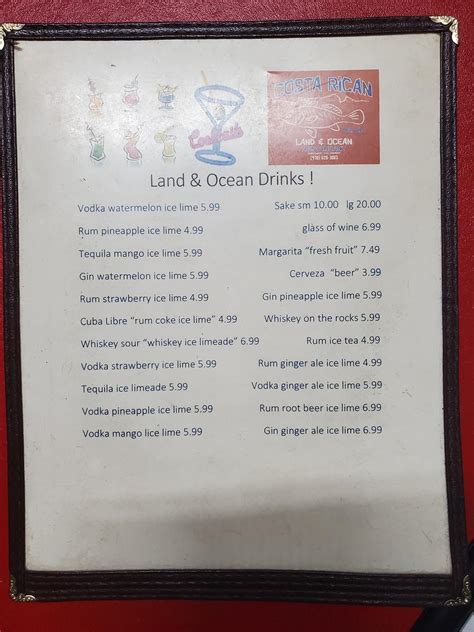 Cocktails
COSTA RICAN
LAND & OCEAN
Land & Ocean Drinks !
Vodka watermelon ice lime 5.99
Rum pineapple ice lime 4.99
Tequila mango ice lime 5.99
Gin watermelon ice lime 5.99
Rum strawberry ice lime 4.99
Cuba Libre “rum coke ice lime” 4.99
Whiskey sour “whiskey ice limeade” 6.99
Vodka strawberry ice lime 5.99
Tequila ice limeade 5.99
Vodka pineapple ice lime 5.99
Vodka mango lice lime 5.99
Sake sm 10.00 lg 20.00
glass of wine 6.99
Margarita “fresh fruit” 7.49
Cerveza “beer” 3.99
Gin pineapple ice lime 5.99
Whiskey on the rocks 5.99
Rum ice tea 4.99
Rum ginger ale ice lime 4.99
Vodka ginger ale ice lime 5.99
Rum root beer ice lime 6.99
Gin ginger ale ice lime 6.99